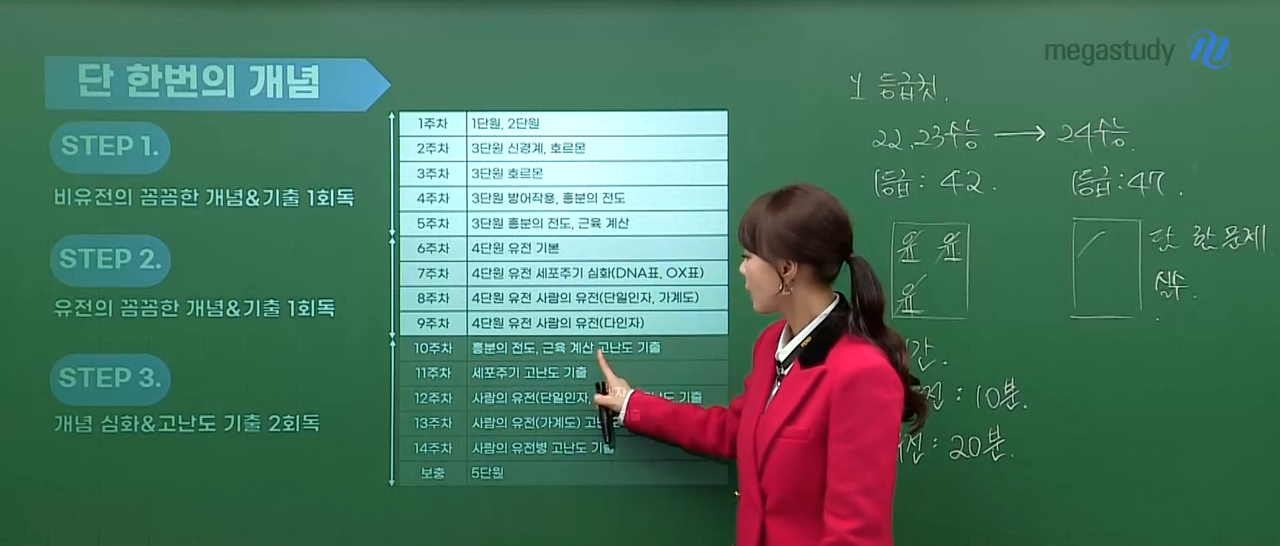 megastudy
단 한번의 개념
STEP 1.
비유전의 꼼꼼한 개념&기출 1회독
STEP 2.
유전의 꼼꼼한 개념&기출 1회독
STEP 3.
개념 심화&고난도 기출 2회독
1주차 1단원, 2단원
2주차 3단원 신경계, 호르몬
3주차 3단원 호르몬
4주차 3단원 방어작용, 흥분의 전도
5주차 3단원 흥분의 전도, 근육 계산
6주차 4단원 유전 기본
7주차 4단원 유전 세포주기 심화(DNA표, OX표)
8주차 4단원 유전 사람의 유전(단일인자, 가계도)
9주차 4단원 유전 사람의 유전(다인자)
10주차 흥분의 전도, 근육 계산 고난도 기출
11주차 세포주기 고난도 기출
12주차 사람의 유전(단일인자, 기출
13주차 사람의 유전(가계도)
14주차 사람의 유전병 고난도 기출
보충 5단원
1 등급컷.
22, 23수능 → 24수능.
1등급 : 42. 1등급 : 47.
단 한 문제
실수.
: 10분.
: 20분.